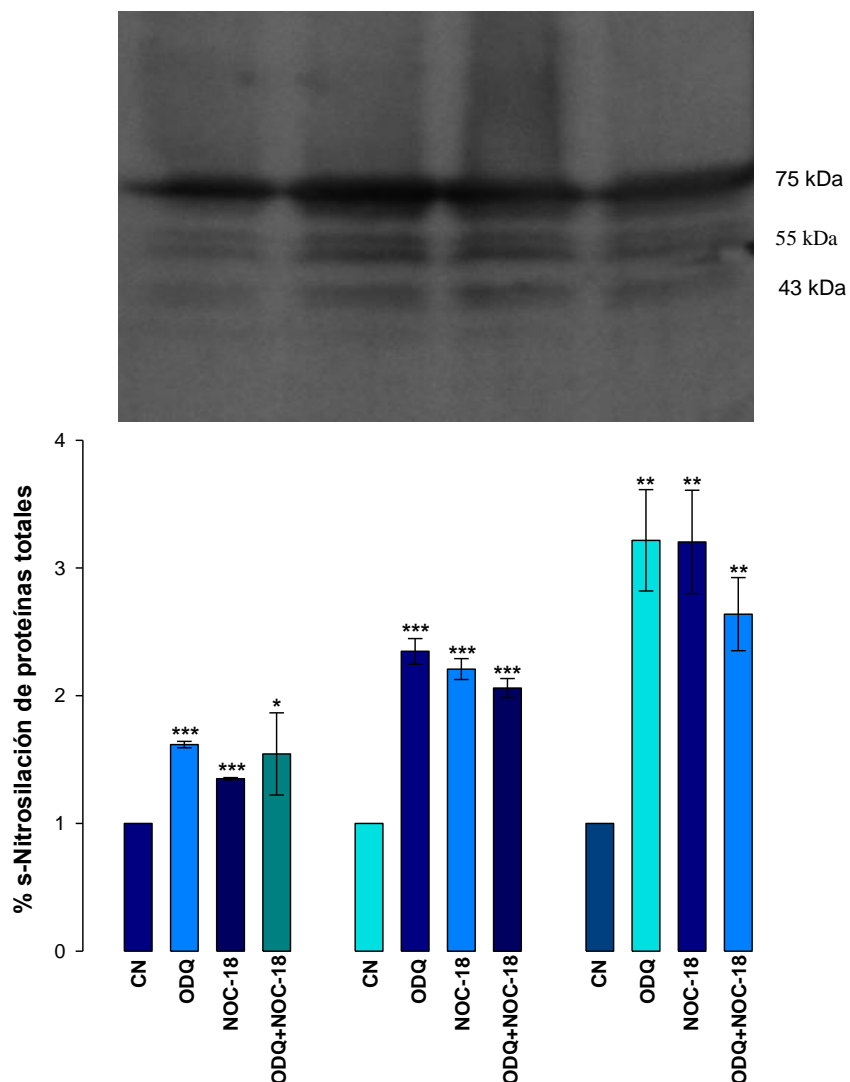 75 kDa
55 kDa
43 kDa
% s-Nitrosilación de proteínas totales
4
3
2
1
0
*** *** *
*** *** ***
** ** **
CN ODQ NOC-18 ODQ+NOC-18
CN ODQ NOC-18 ODQ+NOC-18
CN ODQ NOC-18 ODQ+NOC-18